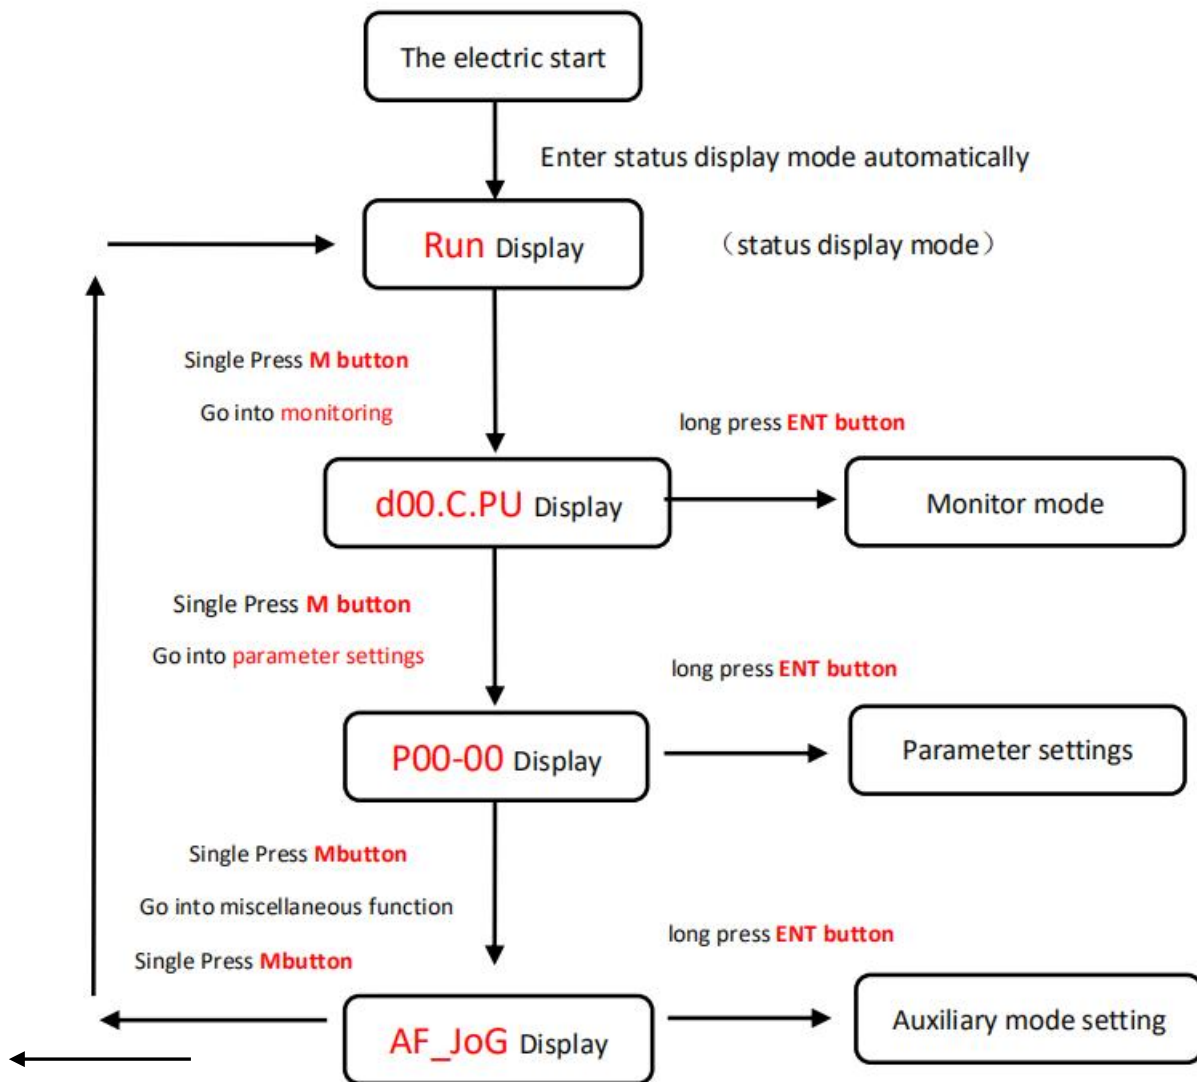 The electric start
Enter status display mode automatically
Run Display
（status display mode）
Single Press M button
Go into monitoring
long press ENT button
d00.C.PU Display
Monitor mode
Single Press M button
Go into parameter settings
long press ENT button
P00-00 Display
Parameter settings
Single Press Mbutton
Go into miscellaneous function
long press ENT button
Single Press Mbutton
AF_JoG Display
Auxiliary mode setting